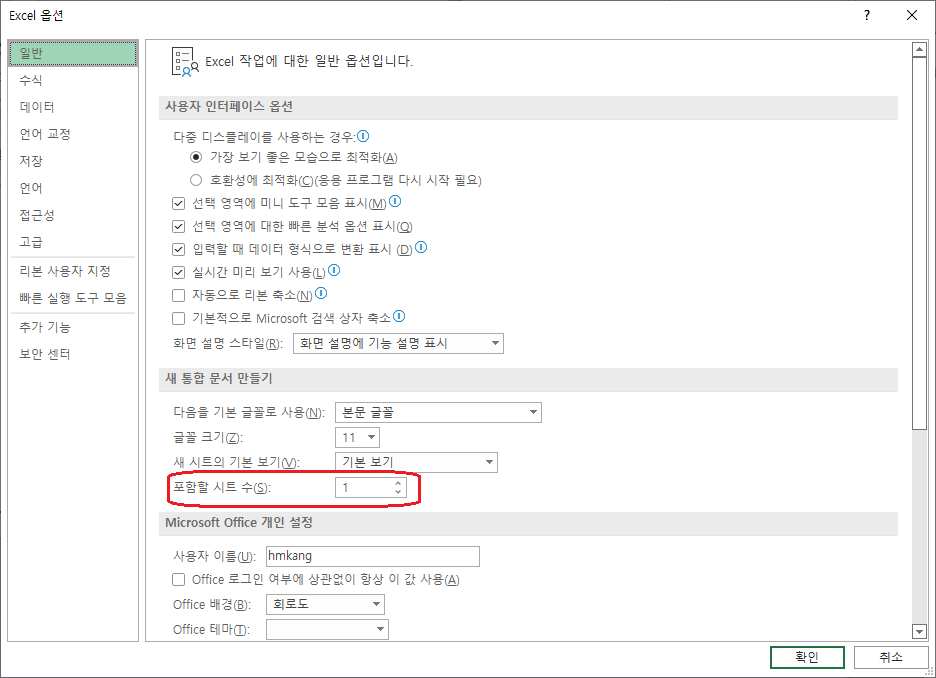 Excel 옵션
일반
수식
데이터
언어 교정
저장
언어
접근성
고급
리본 사용자 지정
빠른 실행 도구 모음
추가 기능
보안 센터
Excel 작업에 대한 일반 옵션입니다.
사용자 인터페이스 옵션
다중 디스플레이를 사용하는 경우:
가장 보기 좋은 모습으로 최적화(A)
호환성에 최적화(C)(응용 프로그램 다시 시작 필요)
선택 영역에 미니 도구 모음 표시(M)
선택 영역에 대한 빠른 분석 옵션 표시(Q)
입력할 때 데이터 형식으로 변환 표시 (D)
실시간 미리 보기 사용(L)
자동으로 리본 축소(N)
기본적으로 Microsoft 검색 상자 축소
화면 설명 스타일(R): 화면 설명에 기능 설명 표시
새 통합 문서 만들기
다음을 기본 글꼴로 사용(N): 본문 글꼴
글꼴 크기(Z): 11
새 시트의 기본 보기(V): 기본 보기
포함할 시트 수(S): 1
Microsoft Office 개인 설정
사용자 이름(U): hmkang
Office 로그인 여부에 상관없이 항상 이 값 사용(A)
Office 배경(B): 회로도
Office 테마(T):
확인 취소